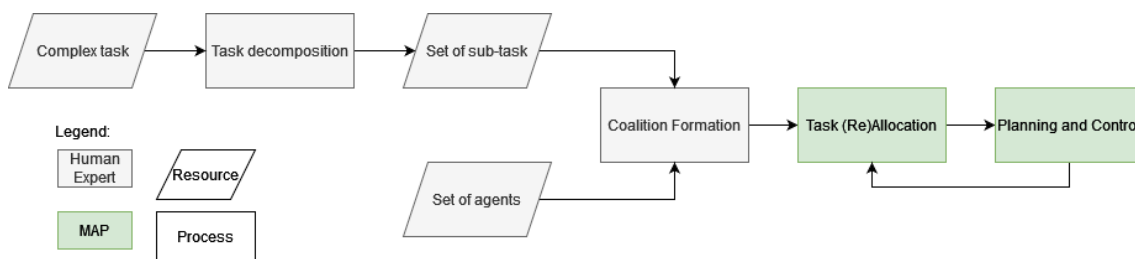 Complex task
Task decomposition
Set of sub-task
Coalition Formation
Task (Re)Allocation
Planning and Contro
Set of agents
Legend:
Human
Expert
Resource
MAP
Process